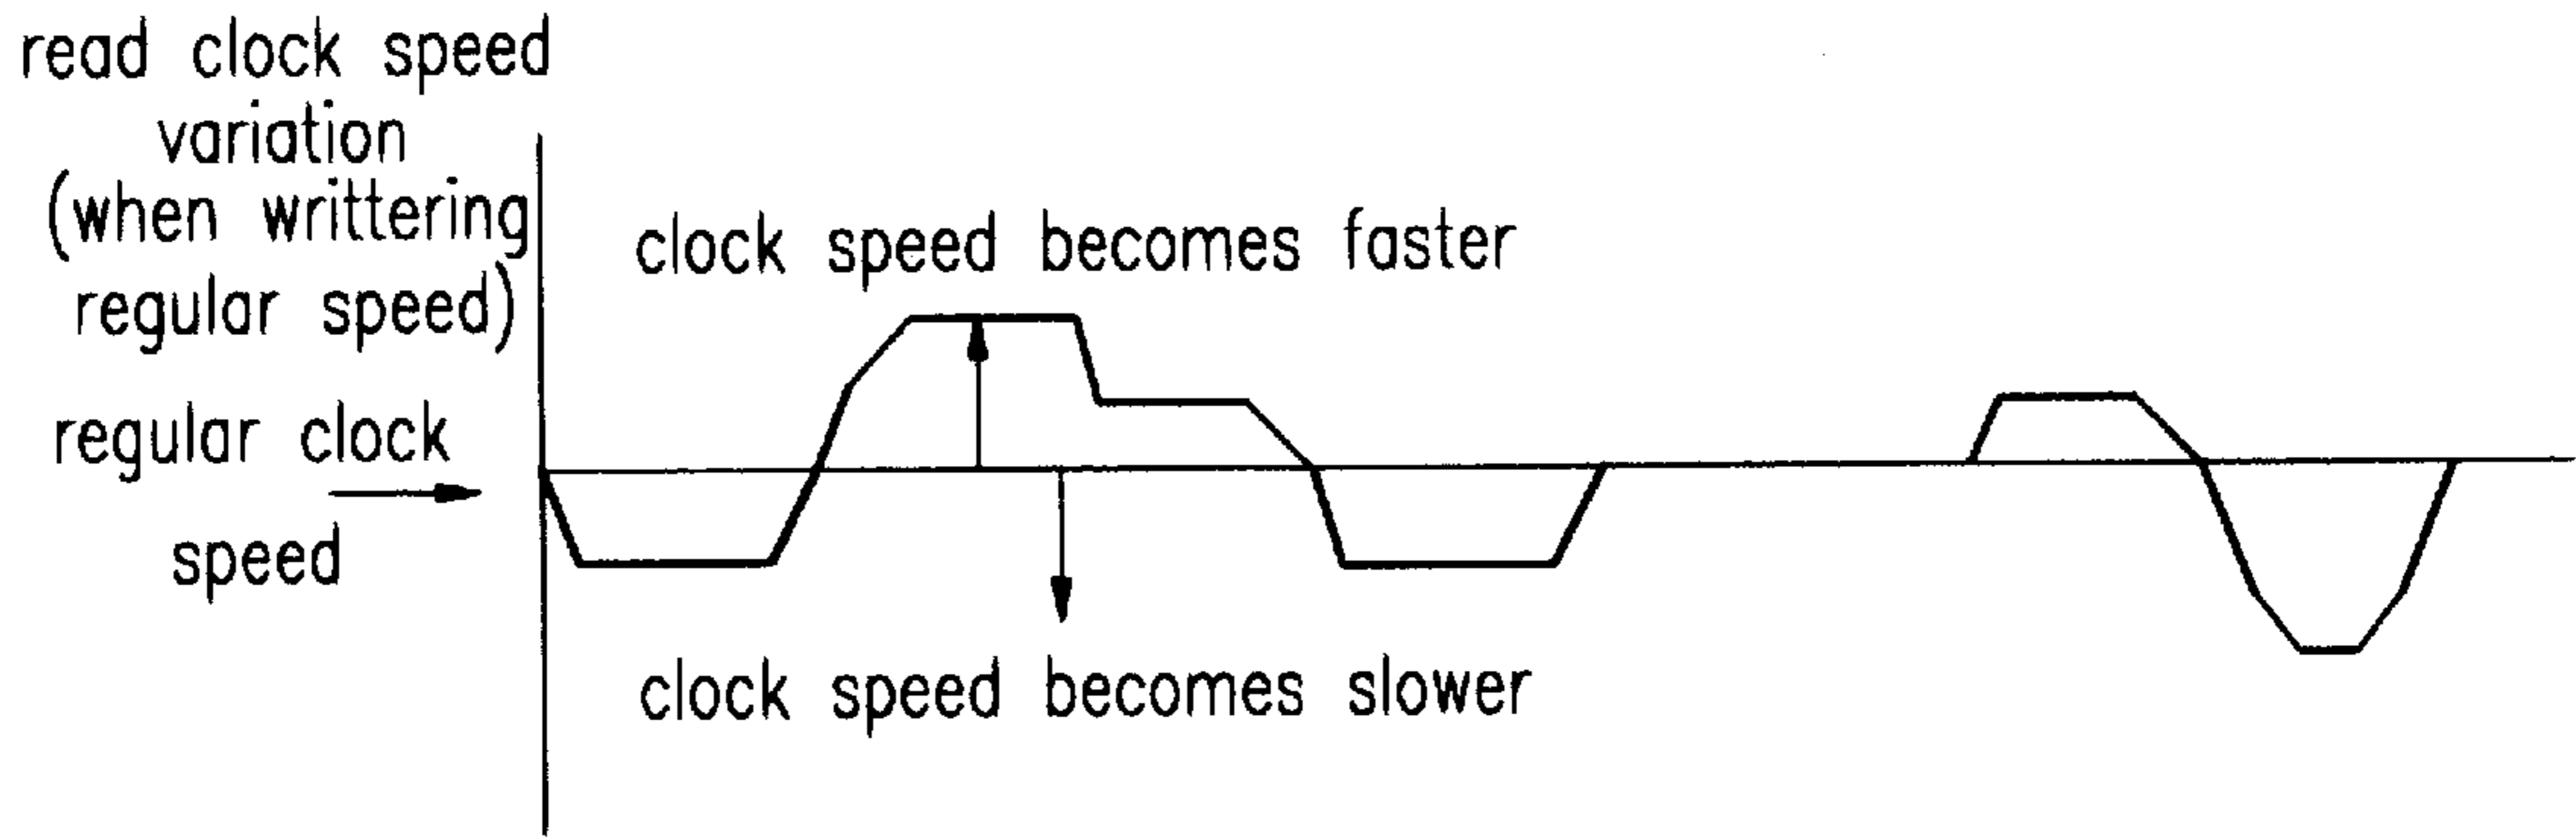 read clock speed
variation
(when writtering
regular speed)
clock speed becomes faster
regular clock
speed
clock speed becomes slower